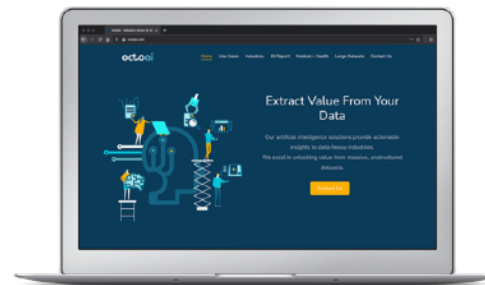 octoai
Home Use Cases Industries BI Report Medical + Health Large Datasets Contact Us
Extract Value From Your
Data
Our artificial intelligence solutions provide actionable
insights to data-heavy industries.
We excel in unlocking value from massive, unstructured
datasets.
Contact Us